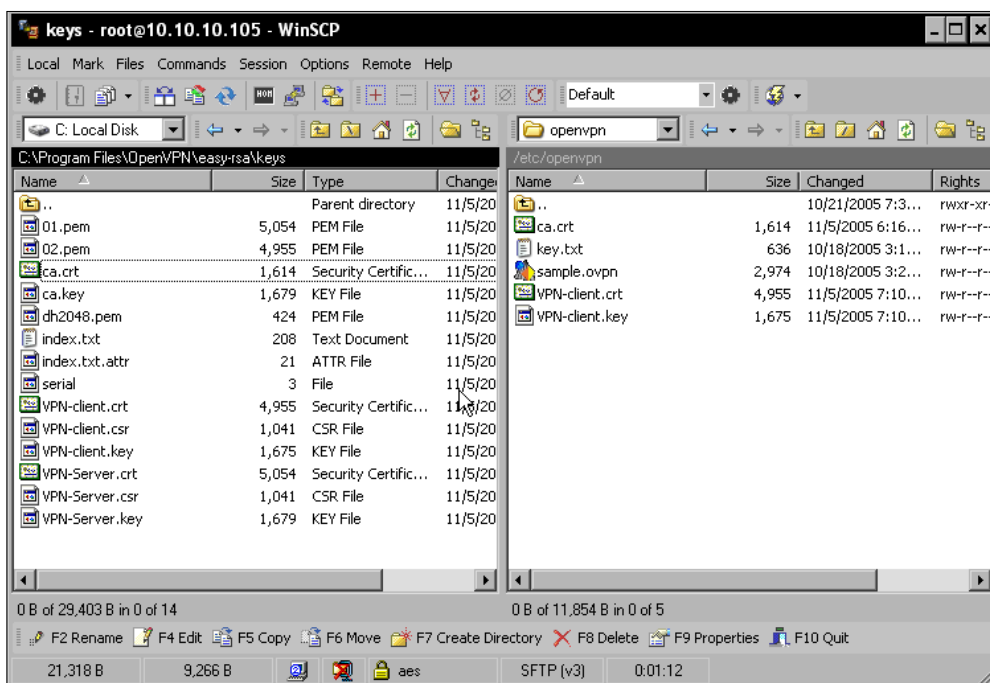 keys - root@10.10.10.105 - WinSCP
Local Mark Files Commands Session Options Remote Help
Default
C: Local Disk
openvpn
C:\Program Files\OpenVPN\easy-rsa\keys
/etc/openvpn
Name Size Type Changed
Name Size Changed Rights
.. Parent directory 11/5/20
01.pem 5,054 PEM File 11/5/20
02.pem 4,955 PEM File 11/5/20
ca.crt 1,614 Security Certific... 11/5/20
ca.key 1,679 KEY File 11/5/20
dh2048.pem 424 PEM File 11/5/20
index.txt 208 Text Document 11/5/20
index.txt.attr 21 ATTR File 11/5/20
serial 3 File 11/5/20
VPN-client.crt 4,955 Security Certific... 11/5/20
VPN-client.csr 1,041 CSR File 11/5/20
VPN-client.key 1,675 KEY File 11/5/20
VPN-Server.crt 5,054 Security Certific... 11/5/20
VPN-Server.csr 1,041 CSR File 11/5/20
VPN-Server.key 1,679 KEY File 11/5/20
.. 10/21/2005 7:3... rwxr-xr-
ca.crt 1,614 11/5/2005 6:16... rw-r--r-
key.txt 636 10/18/2005 3:1... rw-r--r-
sample.ovpn 2,974 10/18/2005 3:2... rw-r--r-
VPN-client.crt 4,955 11/5/2005 7:10... rw-r--r-
VPN-client.key 1,675 11/5/2005 7:10... rw-r--r-
0 B of 29,403 B in 0 of 14
0 B of 11,854 B in 0 of 5
F2 Rename F4 Edit F5 Copy F6 Move F7 Create Directory F8 Delete F9 Properties F10 Quit
21,318 B 9,266 B aes SFTP (v3) 0:01:12